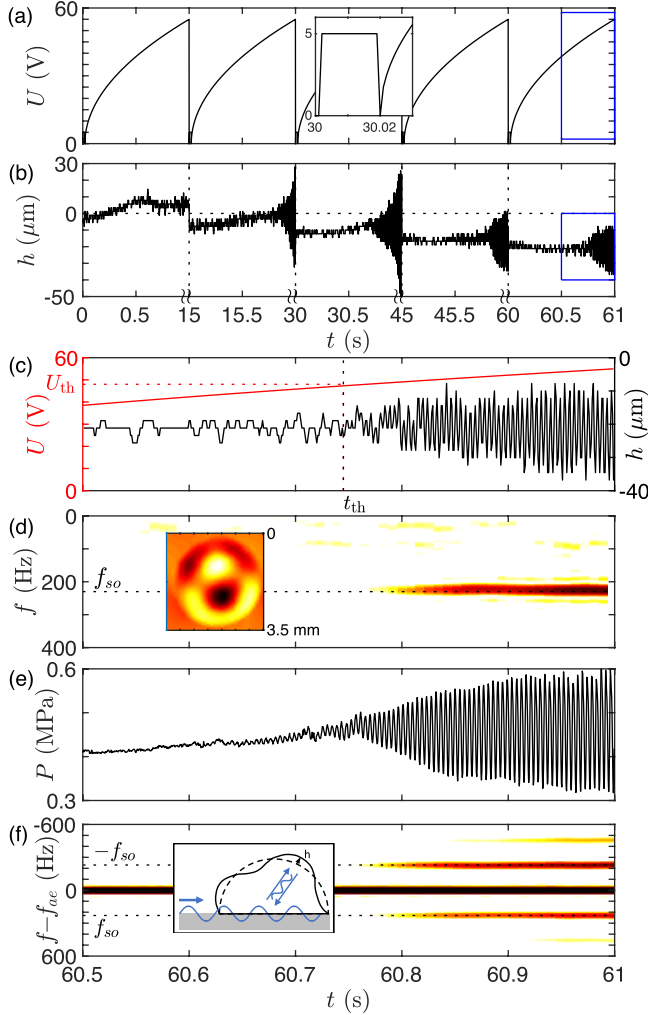 (a)
60
U (V)
0
5
0
30 30.02
(b)
30
0
-50
h (μm)
0 0.5 15 15.5 30 30.5 45 45.5 60 60.5 61
t (s)
(c)
60
U_th
U (V)
0
0
h (μm)
-40
t_th
(d)
0
200
400
f (Hz)
f_so
0
3.5 mm
(e)
0.6
P (MPa)
0.3
(f)
-600
0
600
f−f_ae (Hz)
−f_so
f_so
h
60.5 60.6 60.7 60.8 60.9 61
t (s)